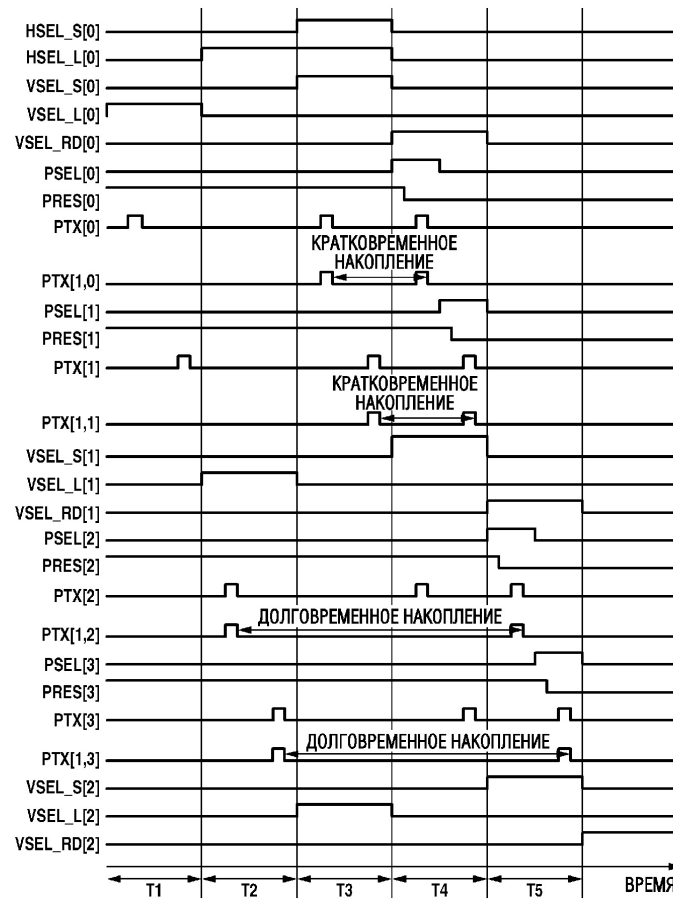 HSEL_S[0]
HSEL_L[0]
VSEL_S[0]
VSEL_L[0]
VSEL_RD[0]
PSEL[0]
PRES[0]
PTX[0]
КРАТКОВРЕМЕННОЕ
НАКОПЛЕНИЕ
PTX[1,0]
PSEL[1]
PRES[1]
PTX[1]
КРАТКОВРЕМЕННОЕ
НАКОПЛЕНИЕ
PTX[1,1]
VSEL_S[1]
VSEL_L[1]
VSEL_RD[1]
PSEL[2]
PRES[2]
PTX[2]
ДОЛГОВРЕМЕННОЕ НАКОПЛЕНИЕ
PTX[1,2]
PSEL[3]
PRES[3]
PTX[3]
ДОЛГОВРЕМЕННОЕ НАКОПЛЕНИЕ
PTX[1,3]
VSEL_S[2]
VSEL_L[2]
VSEL_RD[2]
T1 T2 T3 T4 T5 ВРЕМЯ